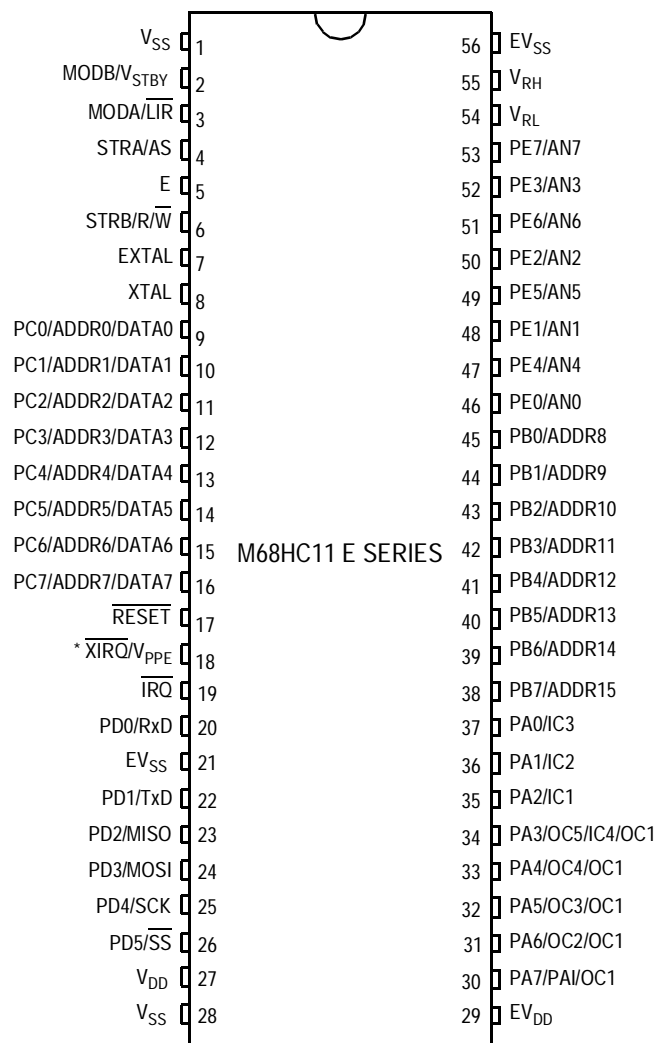 VSS 1 56 EVSS
MODB/VSTBY 2 55 VRH
MODA/LIR 3 54 VRL
STRA/AS 4 53 PE7/AN7
E 5 52 PE3/AN3
STRB/R/W 6 51 PE6/AN6
EXTAL 7 50 PE2/AN2
XTAL 8 49 PE5/AN5
PC0/ADDR0/DATA0 9 48 PE1/AN1
PC1/ADDR1/DATA1 10 47 PE4/AN4
PC2/ADDR2/DATA2 11 46 PE0/AN0
PC3/ADDR3/DATA3 12 45 PB0/ADDR8
PC4/ADDR4/DATA4 13 44 PB1/ADDR9
PC5/ADDR5/DATA5 14 43 PB2/ADDR10
PC6/ADDR6/DATA6 15 M68HC11 E SERIES 42 PB3/ADDR11
PC7/ADDR7/DATA7 16 41 PB4/ADDR12
RESET 17 40 PB5/ADDR13
* XIRQ/VPPE 18 39 PB6/ADDR14
IRQ 19 38 PB7/ADDR15
PD0/RxD 20 37 PA0/IC3
EVSS 21 36 PA1/IC2
PD1/TxD 22 35 PA2/IC1
PD2/MISO 23 34 PA3/OC5/IC4/OC1
PD3/MOSI 24 33 PA4/OC4/OC1
PD4/SCK 25 32 PA5/OC3/OC1
PD5/SS 26 31 PA6/OC2/OC1
VDD 27 30 PA7/PAI/OC1
VSS 28 29 EVDD